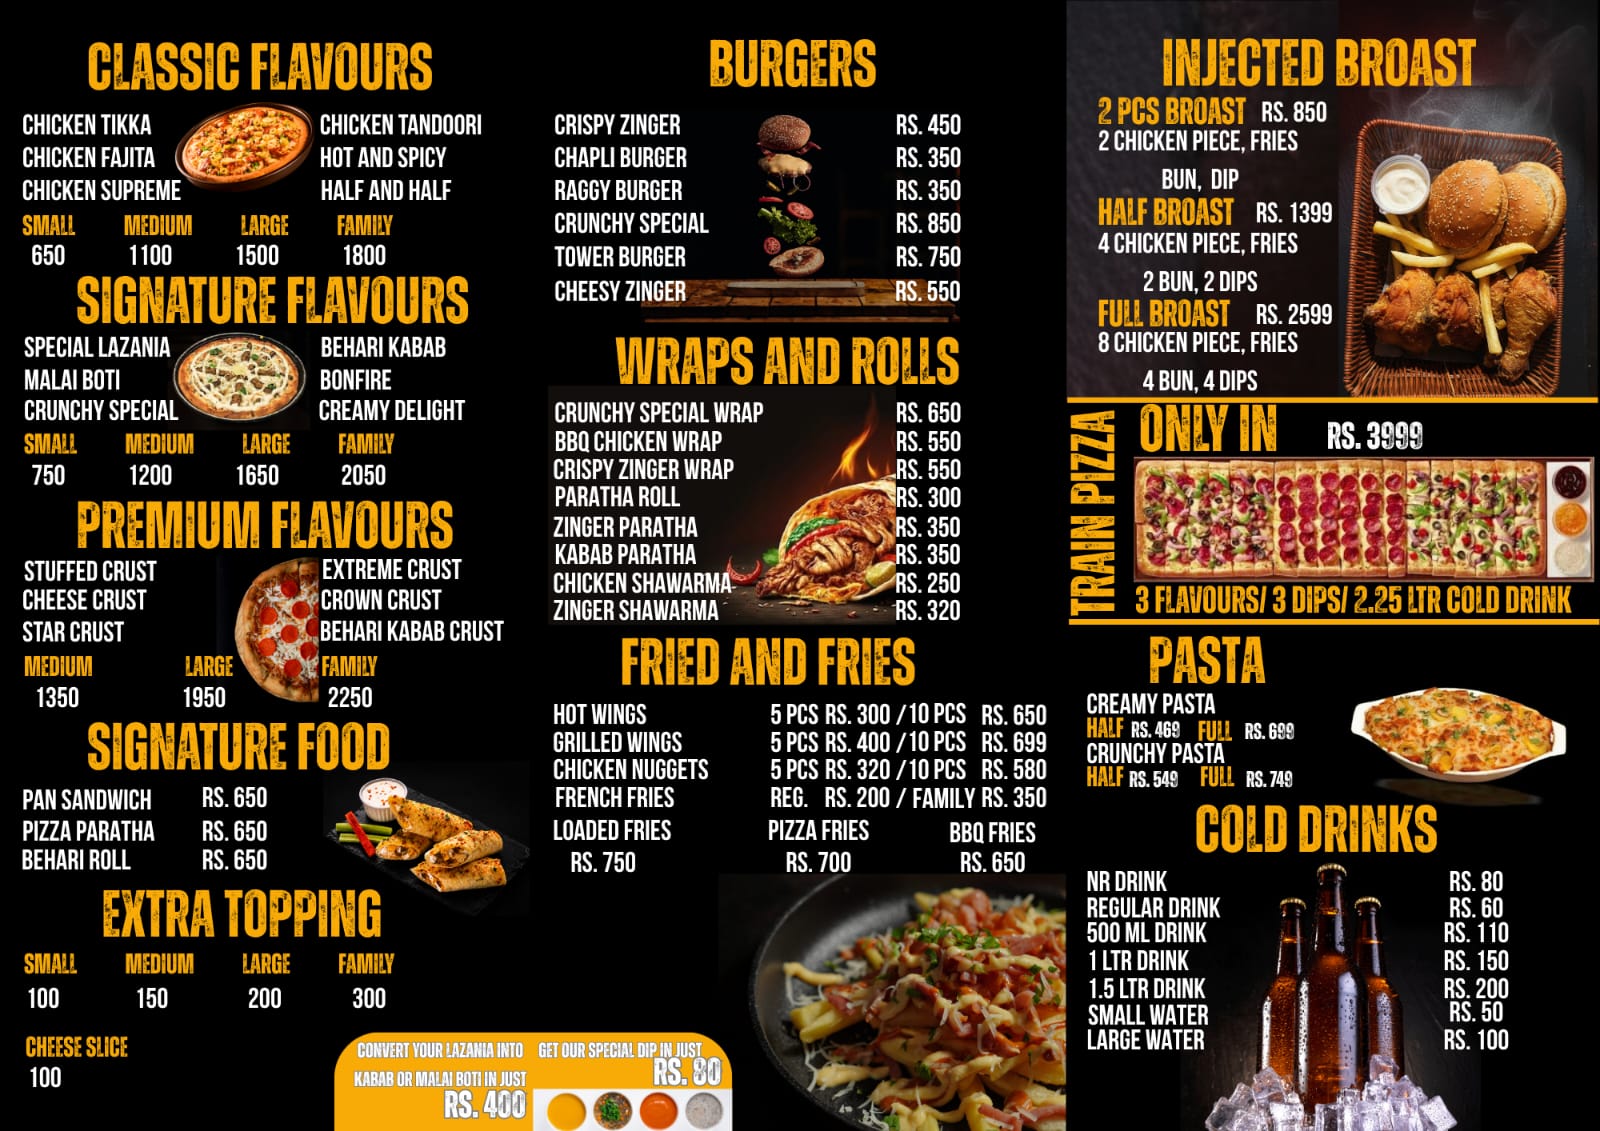 CLASSIC FLAVOURS
CHICKEN TIKKA CHICKEN TANDOORI
CHICKEN FAJITA HOT AND SPICY
CHICKEN SUPREME HALF AND HALF
SMALL MEDIUM LARGE FAMILY
650 1100 1500 1800
SIGNATURE FLAVOURS
SPECIAL LAZANIA BEHARI KABAB
MALAI BOTI BONFIRE
CRUNCHY SPECIAL CREAMY DELIGHT
SMALL MEDIUM LARGE FAMILY
750 1200 1650 2050
PREMIUM FLAVOURS
STUFFED CRUST EXTREME CRUST
CHEESE CRUST CROWN CRUST
STAR CRUST BEHARI KABAB CRUST
MEDIUM LARGE FAMILY
1350 1950 2250
SIGNATURE FOOD
PAN SANDWICH RS. 650
PIZZA PARATHA RS. 650
BEHARI ROLL RS. 650
EXTRA TOPPING
SMALL MEDIUM LARGE FAMILY
100 150 200 300
CHEESE SLICE
100
CONVERT YOUR LAZANIA INTO
KABAB OR MALAI BOTI IN JUST
RS. 400
GET OUR SPECIAL DIP IN JUST
RS. 80
BURGERS
CRISPY ZINGER RS. 450
CHAPLI BURGER RS. 350
RAGGY BURGER RS. 350
CRUNCHY SPECIAL RS. 850
TOWER BURGER RS. 750
CHEESY ZINGER RS. 550
WRAPS AND ROLLS
CRUNCHY SPECIAL WRAP RS. 650
BBQ CHICKEN WRAP RS. 550
CRISPY ZINGER WRAP RS. 550
PARATHA ROLL RS. 300
ZINGER PARATHA RS. 350
KABAB PARATHA RS. 350
CHICKEN SHAWARMA RS. 250
ZINGER SHAWARMA RS. 320
FRIED AND FRIES
HOT WINGS 5 PCS RS. 300 / 10 PCS RS. 650
GRILLED WINGS 5 PCS RS. 400 / 10 PCS RS. 699
CHICKEN NUGGETS 5 PCS RS. 320 / 10 PCS RS. 580
FRENCH FRIES REG. RS. 200 / FAMILY RS. 350
LOADED FRIES PIZZA FRIES BBQ FRIES
RS. 750 RS. 700 RS. 650
INJECTED BROAST
2 PCS BROAST RS. 850
2 CHICKEN PIECE, FRIES
BUN, DIP
HALF BROAST RS. 1399
4 CHICKEN PIECE, FRIES
2 BUN, 2 DIPS
FULL BROAST RS. 2599
8 CHICKEN PIECE, FRIES
4 BUN, 4 DIPS
TRAIN PIZZA
ONLY IN RS. 3999
3 FLAVOURS/ 3 DIPS/ 2.25 LTR COLD DRINK
PASTA
CREAMY PASTA
HALF RS. 469 FULL RS. 699
CRUNCHY PASTA
HALF RS. 549 FULL RS. 749
COLD DRINKS
NR DRINK RS. 80
REGULAR DRINK RS. 60
500 ML DRINK RS. 110
1 LTR DRINK RS. 150
1.5 LTR DRINK RS. 200
SMALL WATER RS. 50
LARGE WATER RS. 100